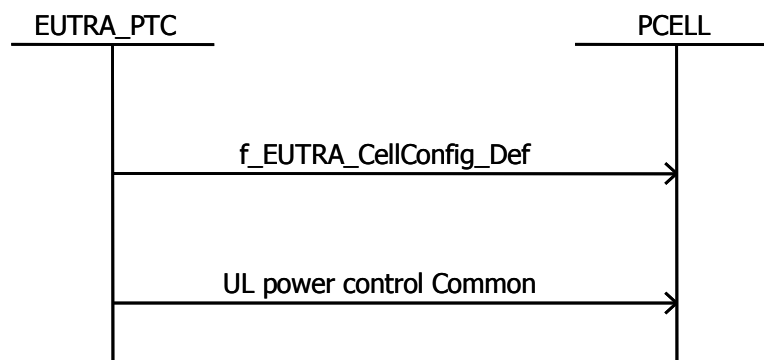 EUTRA_PTC
PCELL
f_EUTRA_CellConfig_Def
UL power control Common